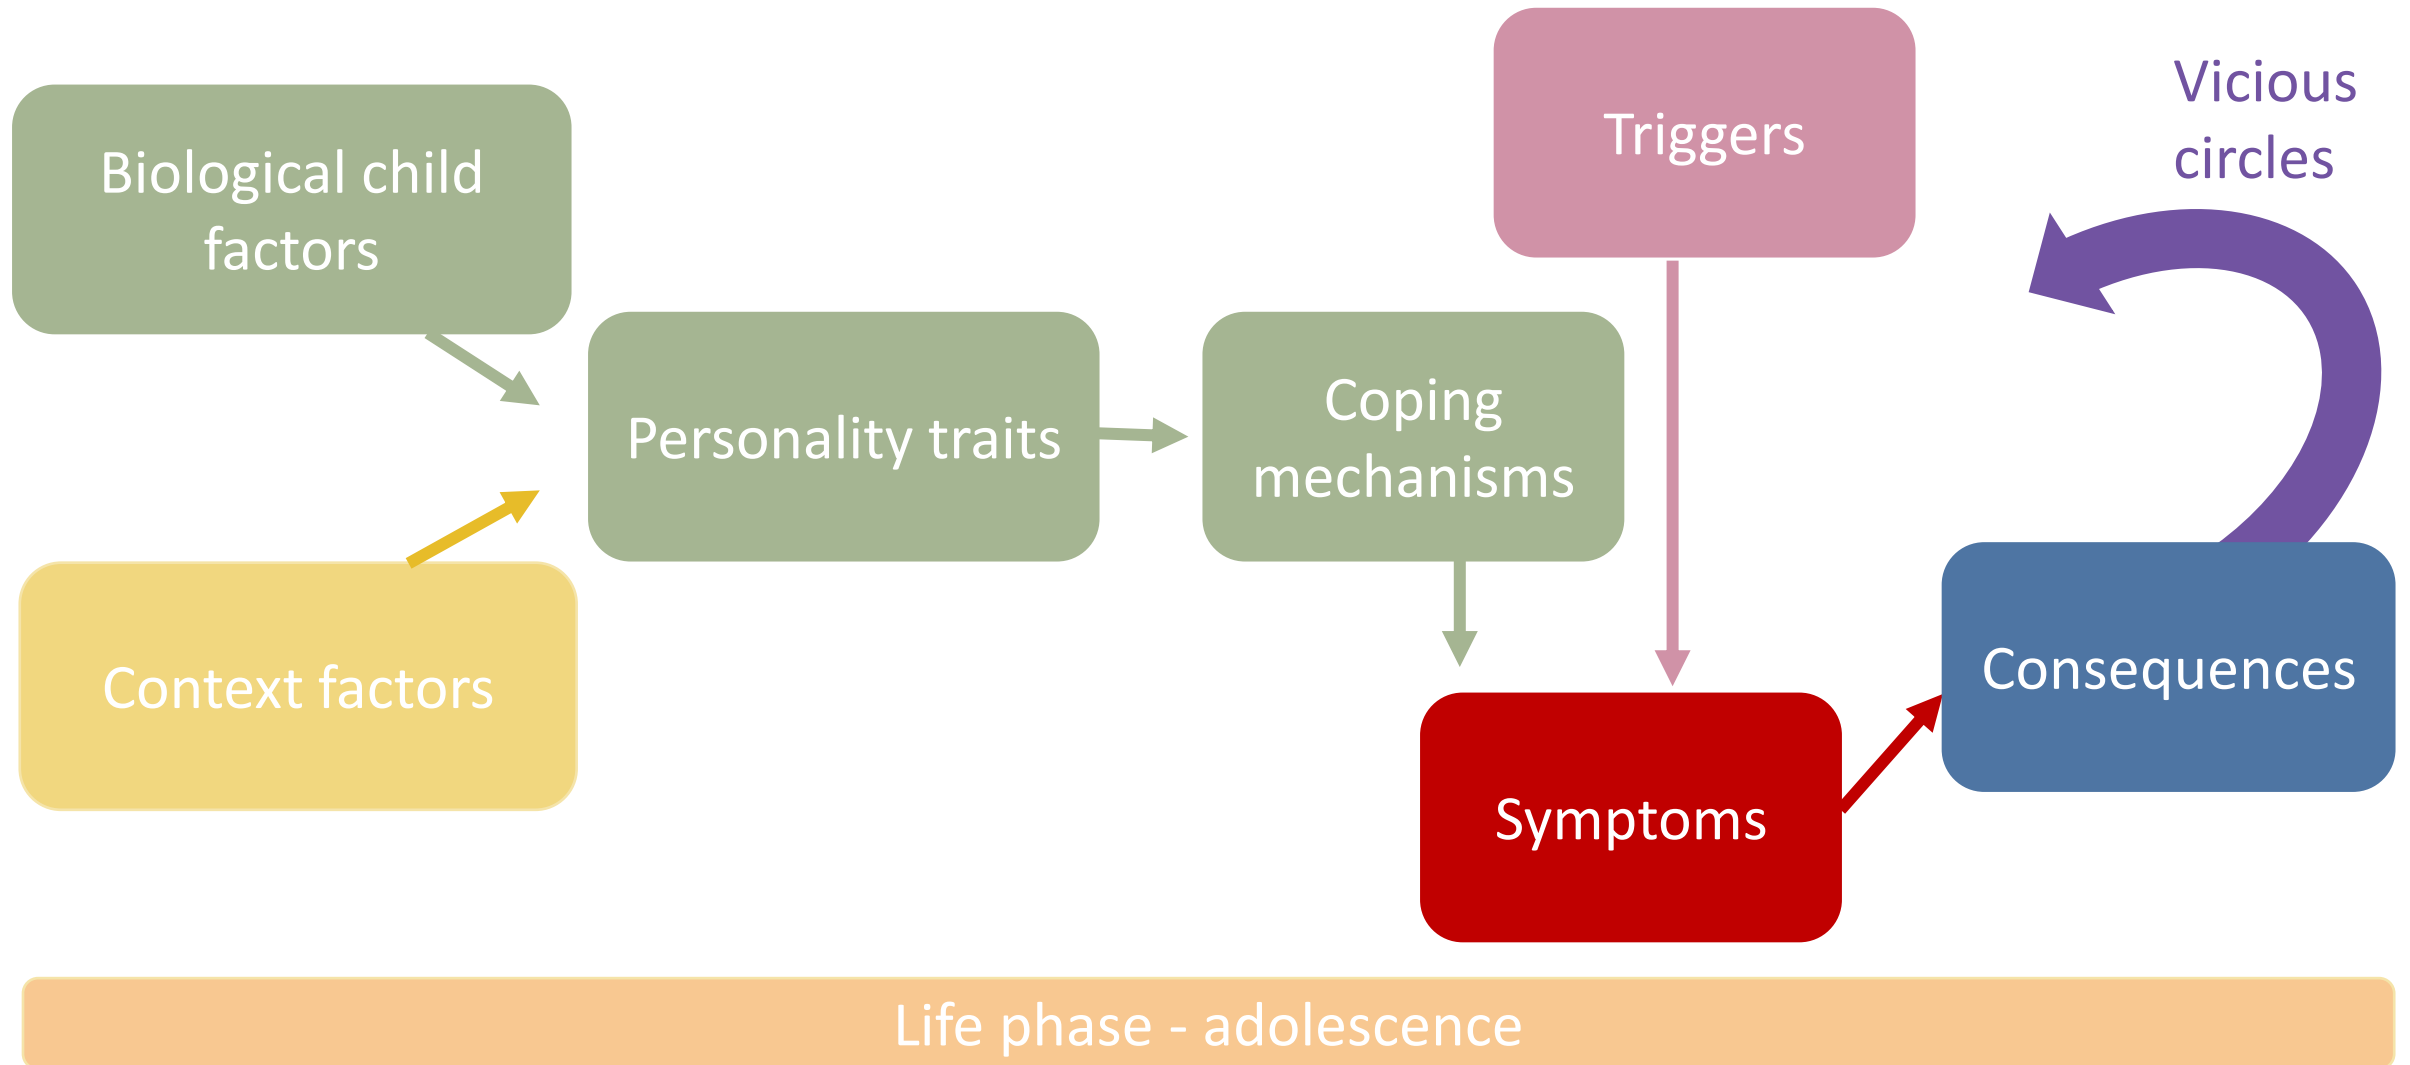 Triggers
Vicious
circles
Biological child
factors
Personality traits
Coping
mechanisms
Context factors
Consequences
Symptoms
Life phase - adolescence